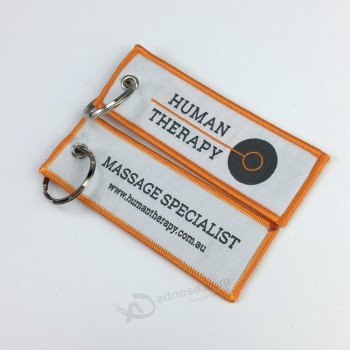 HUMAN
THERAPY
MASSAGE SPECIALIST
www.humantherapy.com.au